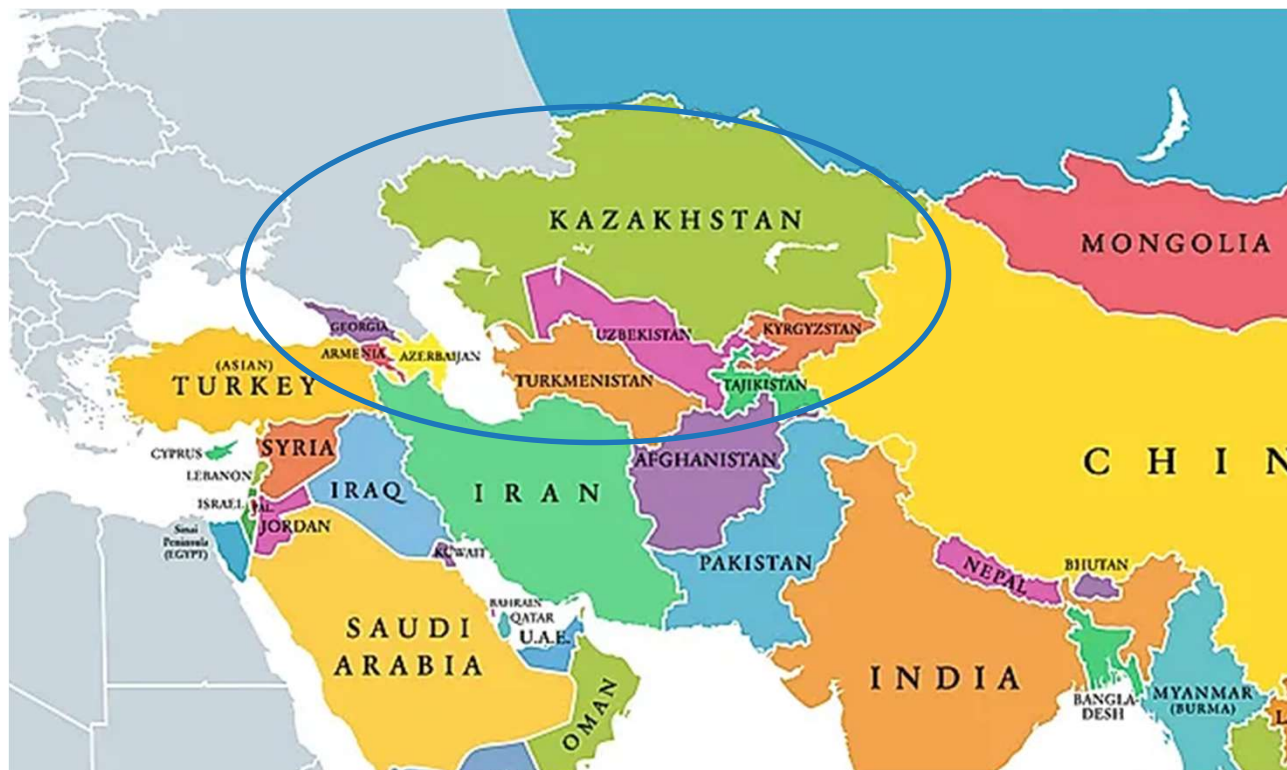 KAZAKHSTAN
MONGOLIA
GEORGIA
UZBEKISTAN
KYRGYZSTAN
ARMENIA
AZERBAIJAN
(ASIAN)
TURKEY
TURKMENISTAN
TAJIKISTAN
CYPRUS
SYRIA
AFGHANISTAN
CHIN
LEBANON
IRAQ
IRAN
ISRAEL
PAL.
JORDAN
Sinai
Peninsula
(EGYPT)
KUWAIT
PAKISTAN
NEPAL
BHUTAN
BAHRAIN
QATAR
U.A.E.
SAUDI
ARABIA
INDIA
OMAN
BANGLA-
DESH
MYANMAR
(BURMA)
L